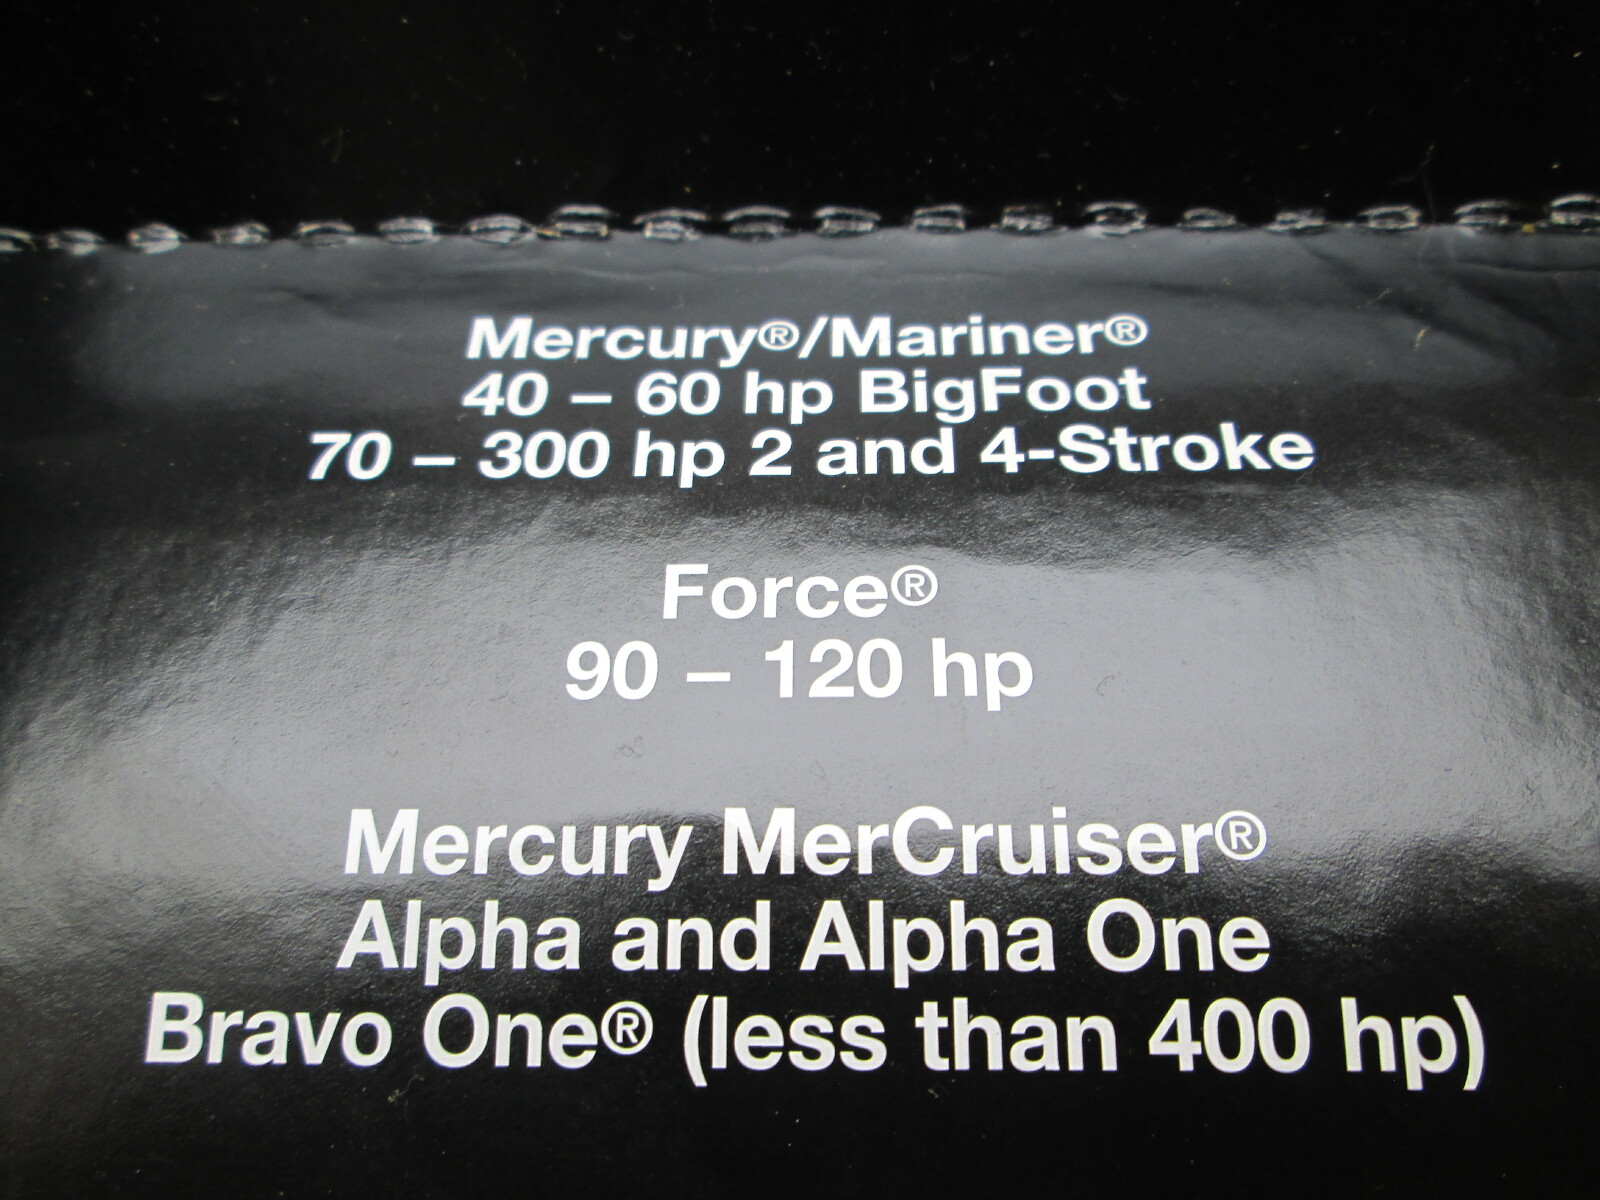 Mercury®/Mariner®
40 – 60 hp BigFoot
70 – 300 hp 2 and 4-Stroke
Force®
90 – 120 hp
Mercury MerCruiser®
Alpha and Alpha One
Bravo One® (less than 400 hp)